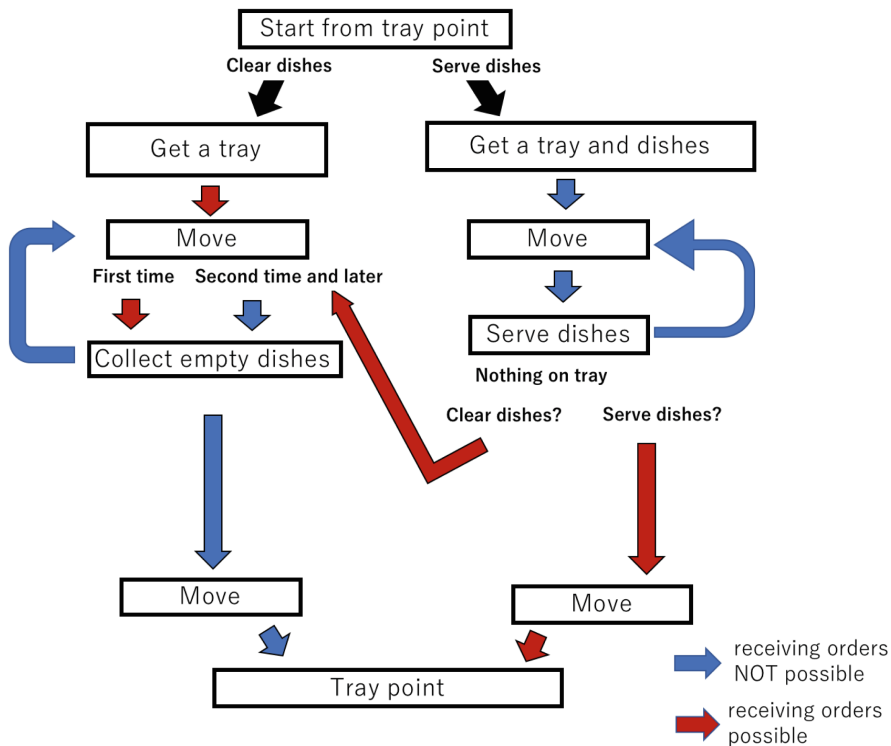 Start from tray point
Clear dishes
Serve dishes
Get a tray
Get a tray and dishes
Move
Move
First time
Second time and later
Serve dishes
Collect empty dishes
Nothing on tray
Clear dishes?
Serve dishes?
Move
Move
Tray point
receiving orders
NOT possible
receiving orders
possible